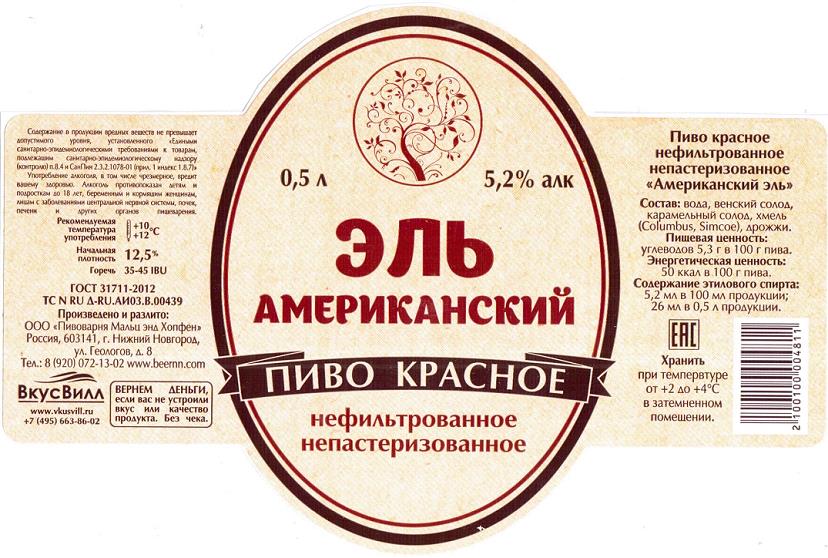 Содержание в продукции вредных веществ не превышает
допустимого уровня, установленного «Едиными
санитарно-эпидемиологическими требованиями к товарам,
подлежащим санитарно-эпидемиологическому надзору
(контролю) п.8.4 и СанПин 2.3.2.1078-01 (прил. 1 индекс 1.8.7)»
Употребление алкоголя, в том числе чрезмерное, вредит
вашему здоровью. Алкоголь противопоказан детям и
подросткам до 18 лет, беременным и кормящим женщинам,
лицам с заболеваниями центральной нервной системы, почек,
печени и других органов пищеварения.
Рекомендуемая
температура
употребления
+10
+12 °C
Начальная
плотность 12,5%
Горечь 35-45 IBU
ГОСТ 31711-2012
ТС N RU Д-RU.АИ03.В.00439
Произведено и разлито:
ООО «Пивоварня Мальц энд Хопфен»
Россия, 603141, г. Нижний Новгород,
ул. Геологов, д. 8
Тел.: 8 (920) 072-13-02 www.beernn.com
ВкусВилл
www.vkusvill.ru
+7 (495) 663-86-02
ВЕРНЕМ ДЕНЬГИ,
если вас не устроили
вкус или качество
продукта. Без чека.
0,5 л
5,2% алк
ЭЛЬ
АМЕРИКАНСКИЙ
ПИВО КРАСНОЕ
нефильтрованное
непастеризованное
Пиво красное
нефильтрованное
непастеризованное
«Американский эль»
Состав: вода, венский солод,
карамельный солод, хмель
(Columbus, Simcoe), дрожжи.
Пищевая ценность:
углеводов 5,3 г в 100 г пива.
Энергетическая ценность:
50 ккал в 100 г пива.
Содержание этилового спирта:
5,2 мл в 100 мл продукции;
26 мл в 0,5 л продукции.
EAC
Хранить
при темпертуре
от +2 до +4°С
в затемненном
помещении.
2 100100 004811